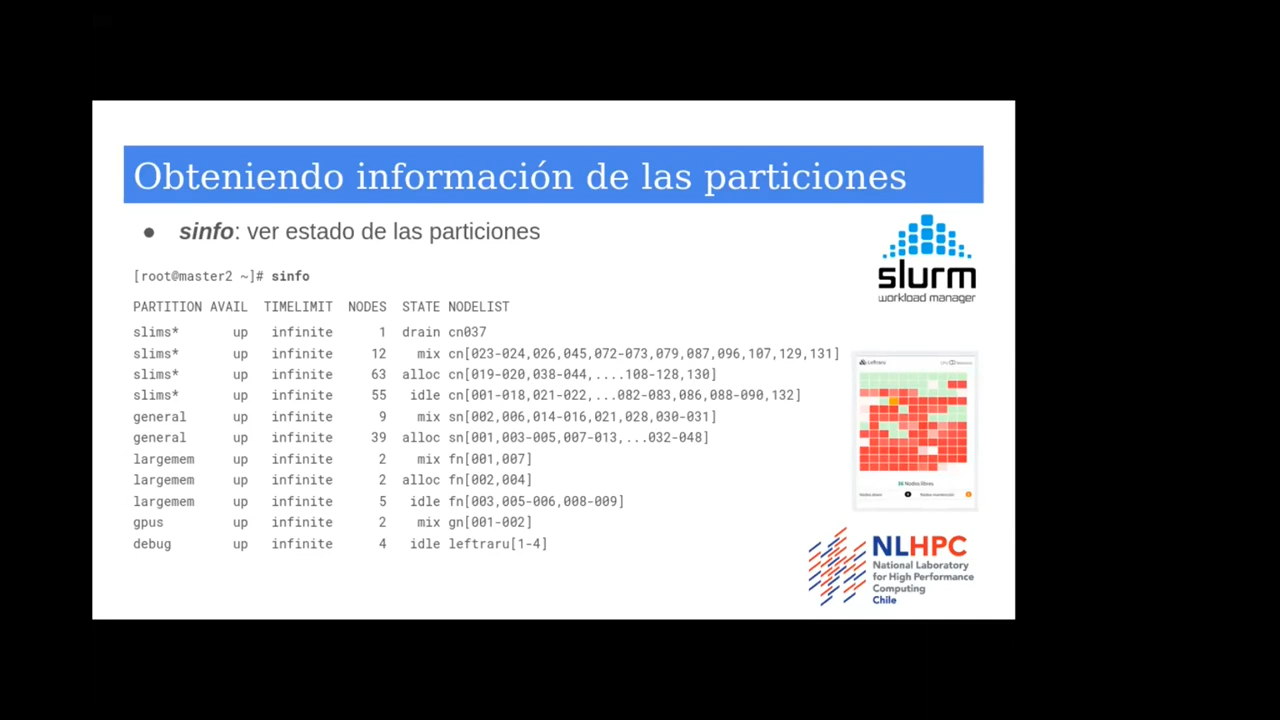 Obteniendo información de las particiones
● sinfo: ver estado de las particiones
[root@master2 ~]# sinfo
PARTITION AVAIL TIMELIMIT NODES STATE NODELIST
slims* up infinite 1 drain cn037
slims* up infinite 12 mix cn[023-024,026,045,072-073,079,087,096,107,129,131]
slims* up infinite 63 alloc cn[019-020,038-044,....108-128,130]
slims* up infinite 55 idle cn[001-018,021-022,...082-083,086,088-090,132]
general up infinite 9 mix sn[002,006,014-016,021,028,030-031]
general up infinite 39 alloc sn[001,003-005,007-013,...032-048]
largemem up infinite 2 mix fn[001,007]
largemem up infinite 2 alloc fn[002,004]
largemem up infinite 5 idle fn[003,005-006,008-009]
gpus up infinite 2 mix gn[001-002]
debug up infinite 4 idle leftraru[1-4]
slurm
workload manager
Leftraru
36 Nodos libres
NLHPC
National Laboratory
for High Performance
Computing
Chile